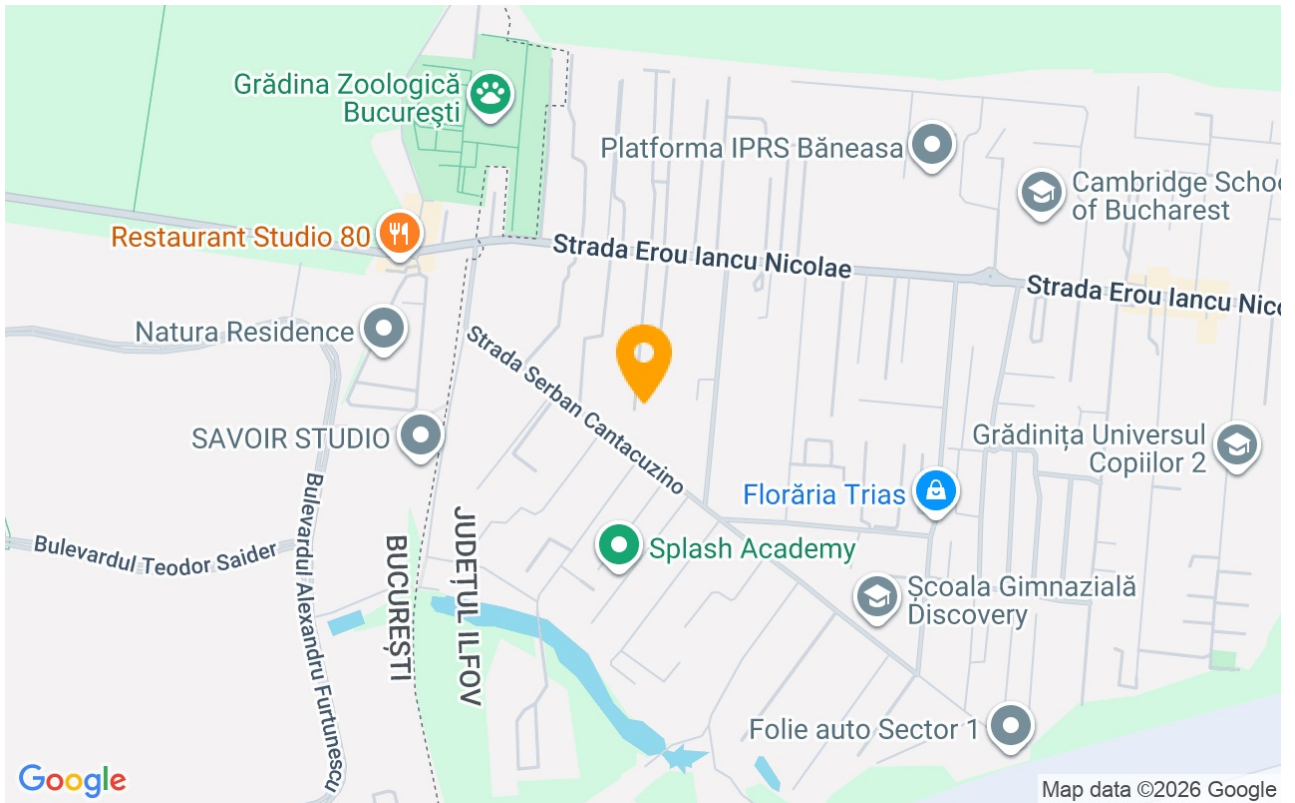 Grădina Zoologică
Bucureşti
Platforma IPRS Băneasa
Cambridge Schoo
of Bucharest
Restaurant Studio 80
Strada Erou Iancu Nicolae
Strada Erou Iancu Nico
Natura Residence
Strada Serban Cantacuzino
SAVOIR STUDIO
Grădinița Universul
Copiilor 2
Florăria Trias
Bulevardul Teodor Saider
Bulevardul Alexandru Furtunescu
BUCUREȘTI
JUDEȚUL ILFOV
Splash Academy
Școala Gimnazială
Discovery
Folie auto Sector 1
Google
Map data ©2026 Google